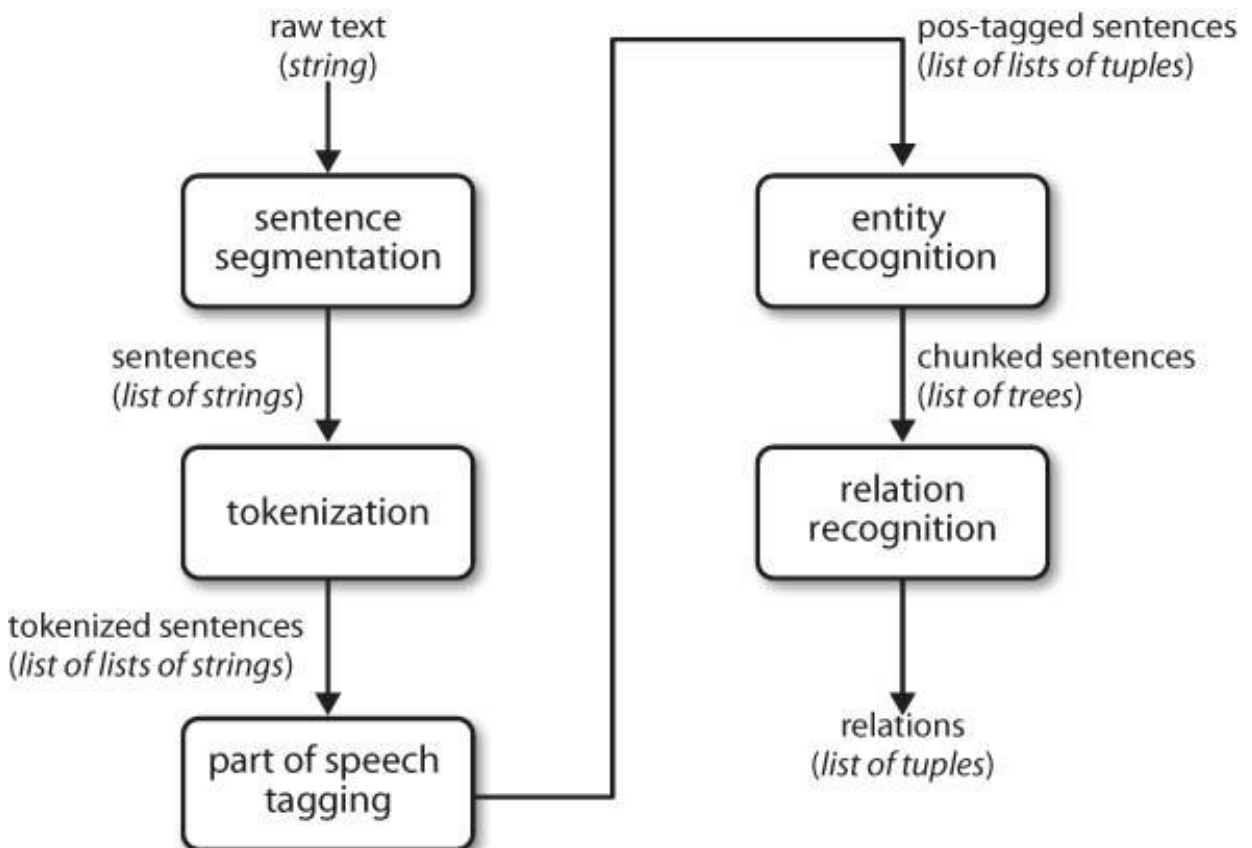 raw text
(string)
sentence
segmentation
sentences
(list of strings)
tokenization
tokenized sentences
(list of lists of strings)
part of speech
tagging
pos-tagged sentences
(list of lists of tuples)
entity
recognition
chunked sentences
(list of trees)
relation
recognition
relations
(list of tuples)